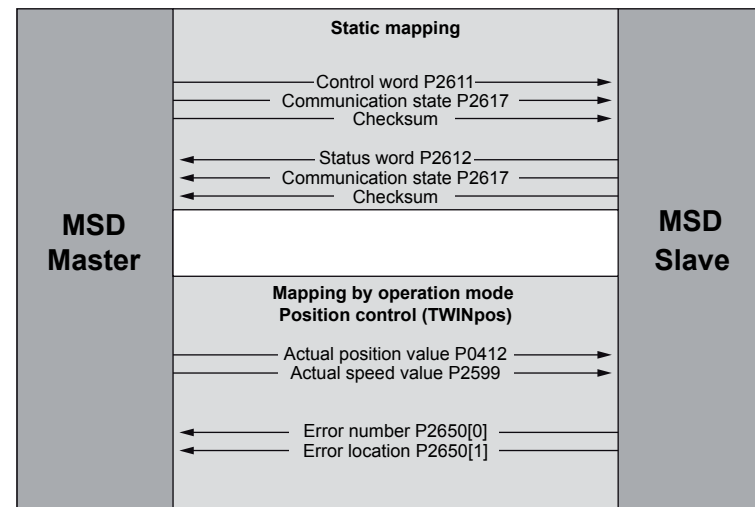 Static mapping
Control word P2611
Communication state P2617
Checksum
Status word P2612
Communication state P2617
Checksum
MSD
Master
MSD
Slave
Mapping by operation mode
Position control (TWINpos)
Actual position value P0412
Actual speed value P2599
Error number P2650[0]
Error location P2650[1]